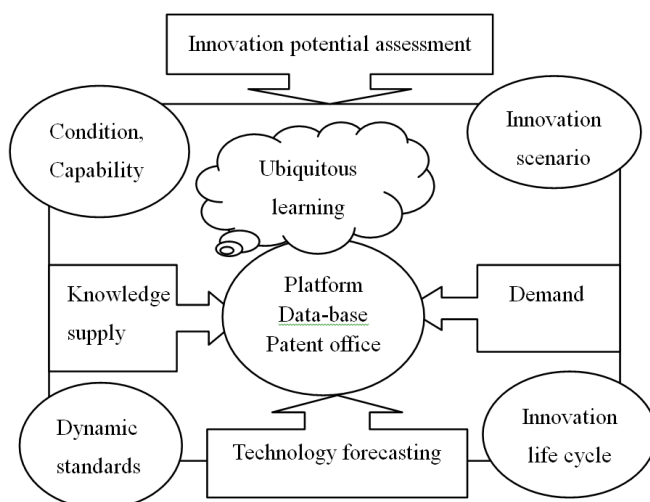 Innovation potential assessment
Condition,
Capability
Innovation
scenario
Ubiquitous
learning
Knowledge
supply
Platform
Data-base
Patent office
Demand
Dynamic
standards
Technology forecasting
Innovation
life cycle